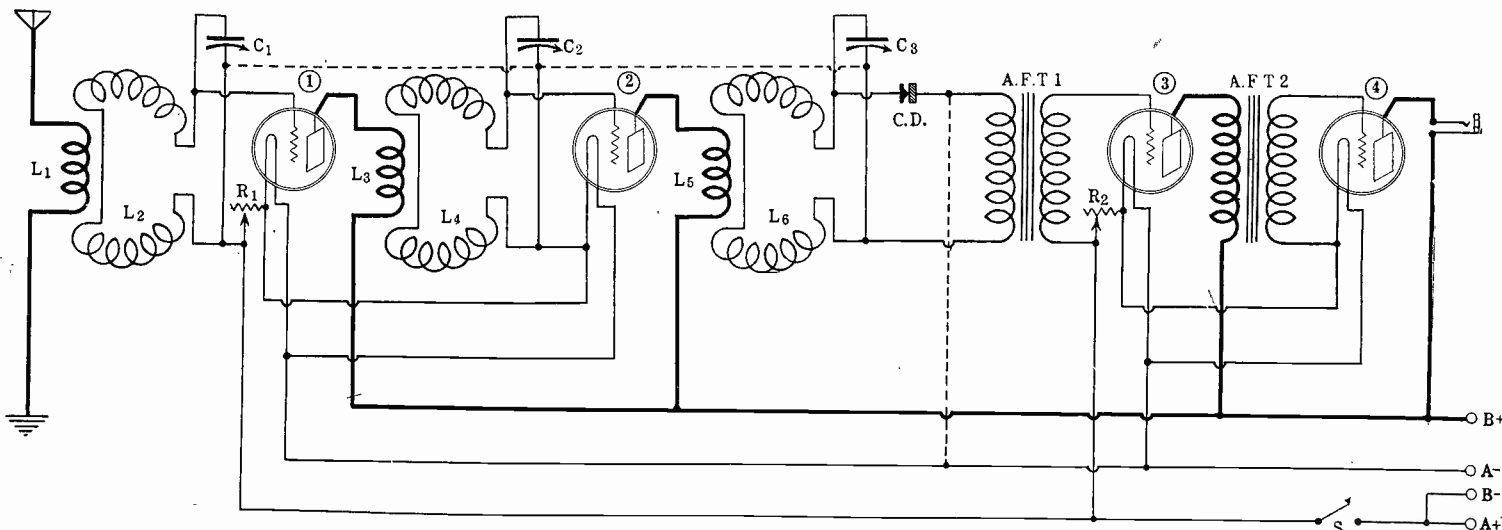 C₁
C₂
C₃
①
②
③
④
A.F.T 1
A.F T 2
C.D.
L₁
L₂
L₃
L₄
L₅
L₆
R₁
R₂
B+
A-
B-
S
A+